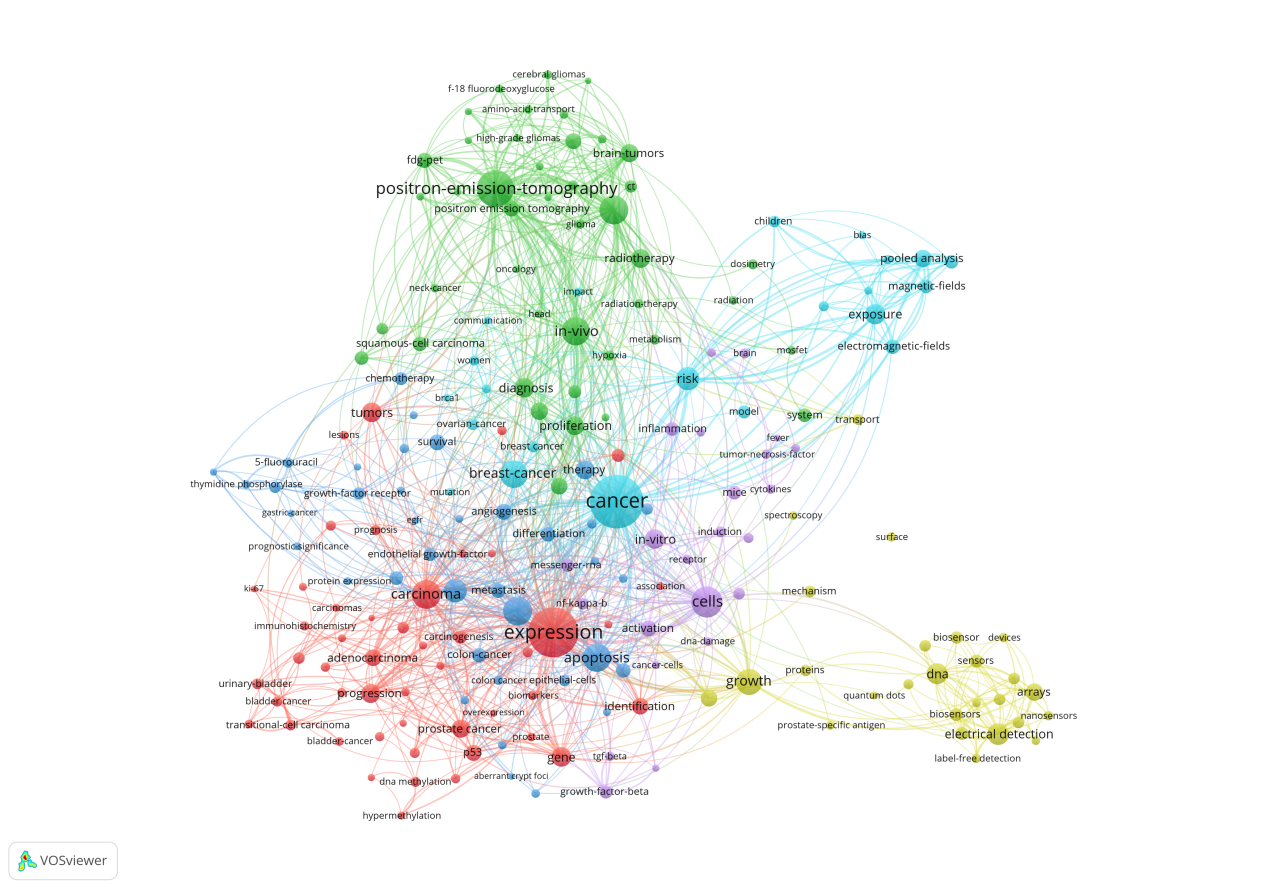 cerebral gliomas
f-18 fluorodeoxyglucose
amino-acid-transport
high-grade gliomas
brain-tumors
fdg-pet
positron-emission-tomography
ct
positron emission tomography
glioma
children
bias
radiotherapy
pooled analysis
dosimetry
oncology
magnetic-fields
neck-cancer
impact
radiation
radiation-therapy
head
exposure
communication
in-vivo
metabolism
squamous-cell carcinoma
electromagnetic-fields
hypoxia
brain
mosfet
women
chemotherapy
risk
diagnosis
brca1
tumors
model
system
transport
ovarian-cancer
proliferation
inflammation
lesions
survival
fever
breast cancer
tumor-necrosis-factor
5-fluorouracil
breast-cancer
therapy
thymidine phosphorylase
growth-factor receptor
mutation
mice
cytokines
cancer
gastric-cancer
angiogenesis
spectroscopy
egfr
prognosis
differentiation
induction
surface
in-vitro
prognostic-significance
endothelial growth-factor
messenger-rna
receptor
protein expression
ki-67
metastasis
association
mechanism
carcinoma
nf-kappa-b
cells
carcinomas
immunohistochemistry
expression
activation
carcinogenesis
dna-damage
biosensor
devices
colon-cancer
adenocarcinoma
apoptosis
cancer-cells
sensors
proteins
dna
urinary-bladder
colon cancer
epithelial-cells
growth
progression
biomarkers
quantum dots
arrays
bladder cancer
identification
overexpression
biosensors
nanosensors
transitional-cell carcinoma
prostate cancer
prostate-specific antigen
prostate
electrical detection
bladder-cancer
p53
gene
tgf-beta
label-free detection
aberrant crypt foci
dna methylation
growth-factor-beta
hypermethylation
VOSviewer